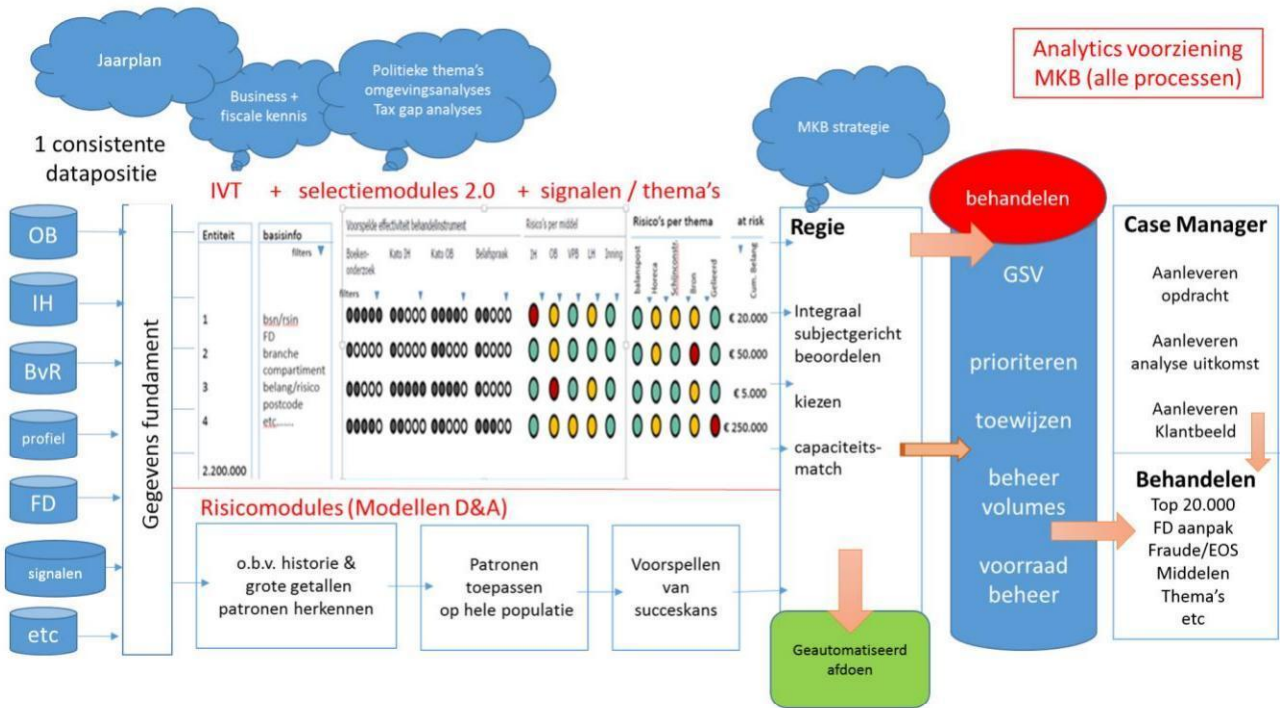 Jaarplan
Business +
fiscale kennis
Politieke thema's
omgevingsanalyses
Tax gap analyses
MKB strategie
Analytics voorziening
MKB (alle processen)
1 consistente
datapositie
OB
IH
BvR
profiel
FD
signalen
etc
Gegevens fundament
IVT + selectiemodules 2.0 + signalen / thema's
Entiteit
basisinfo
filters
1
2
3
4
2.200.000
bsn/rsin
FD
branche
compartiment
belang/risico
postcode
etc......
Voorspelde effectiviteit behandelinstrument
Boeken-
onderzoek
Kato IH
Kato OB
Belafspraak
filters
Risico's per middel
IH
OB
VPB
LH
Inning
Risico's per thema
balanspost
Horeca
Schijnconstr.
Bron
Gelieerd
at risk
Cum. Belang
€ 20.000
€ 50.000
€ 5.000
€ 250.000
Risicomodules (Modellen D&A)
o.b.v. historie &
grote getallen
patronen herkennen
Patronen
toepassen
op hele populatie
Voorspellen
van
succeskans
Regie
Integraal
subjectgericht
beoordelen
kiezen
capaciteits-
match
Geautomatiseerd
afdoen
behandelen
GSV
prioriteren
toewijzen
beheer
volumes
voorraad
beheer
Case Manager
Aanleveren
opdracht
Aanleveren
analyse uitkomst
Aanleveren
Klantbeeld
Behandelen
Top 20.000
FD aanpak
Fraude/EOS
Middelen
Thema's
etc